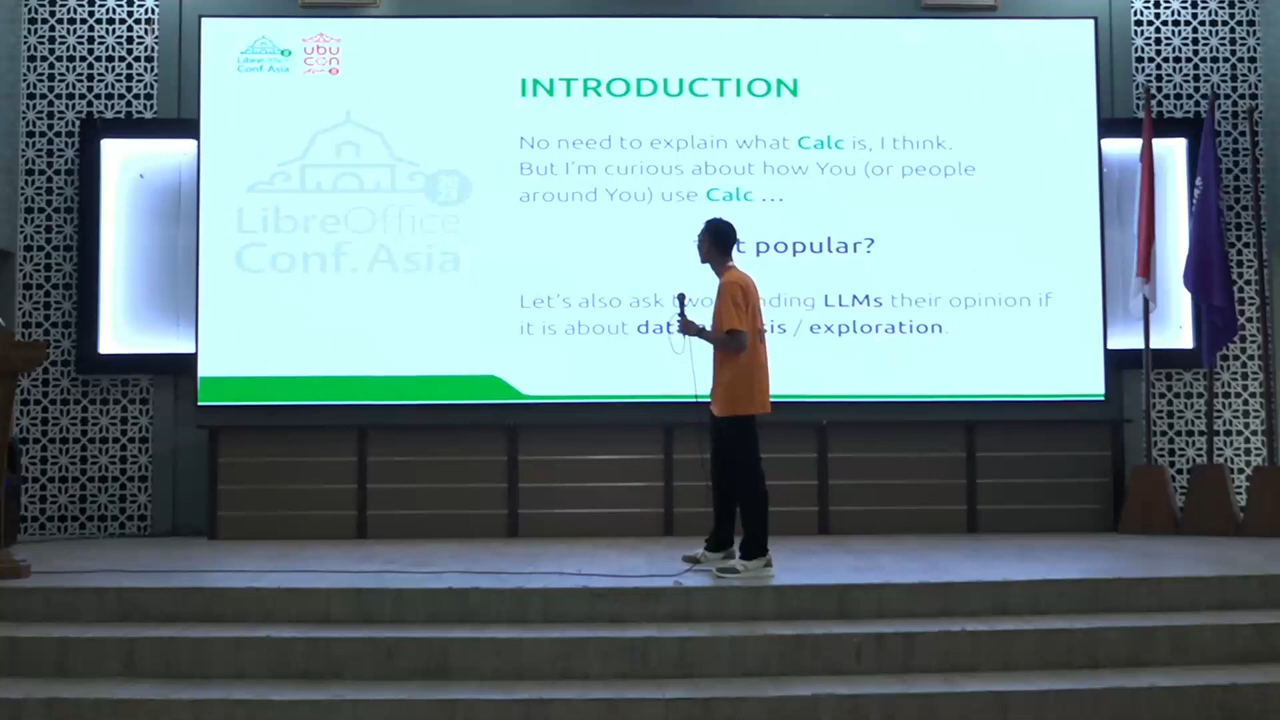 LibreOffice
Conf. Asia
ubu
con
INTRODUCTION
No need to explain what Calc is, I think.
But I'm curious about how You (or people
around You) use Calc ...
popular?
LibreOffice
Conf. Asia
Let's also ask LLMs their opinion if
it is about / exploration.